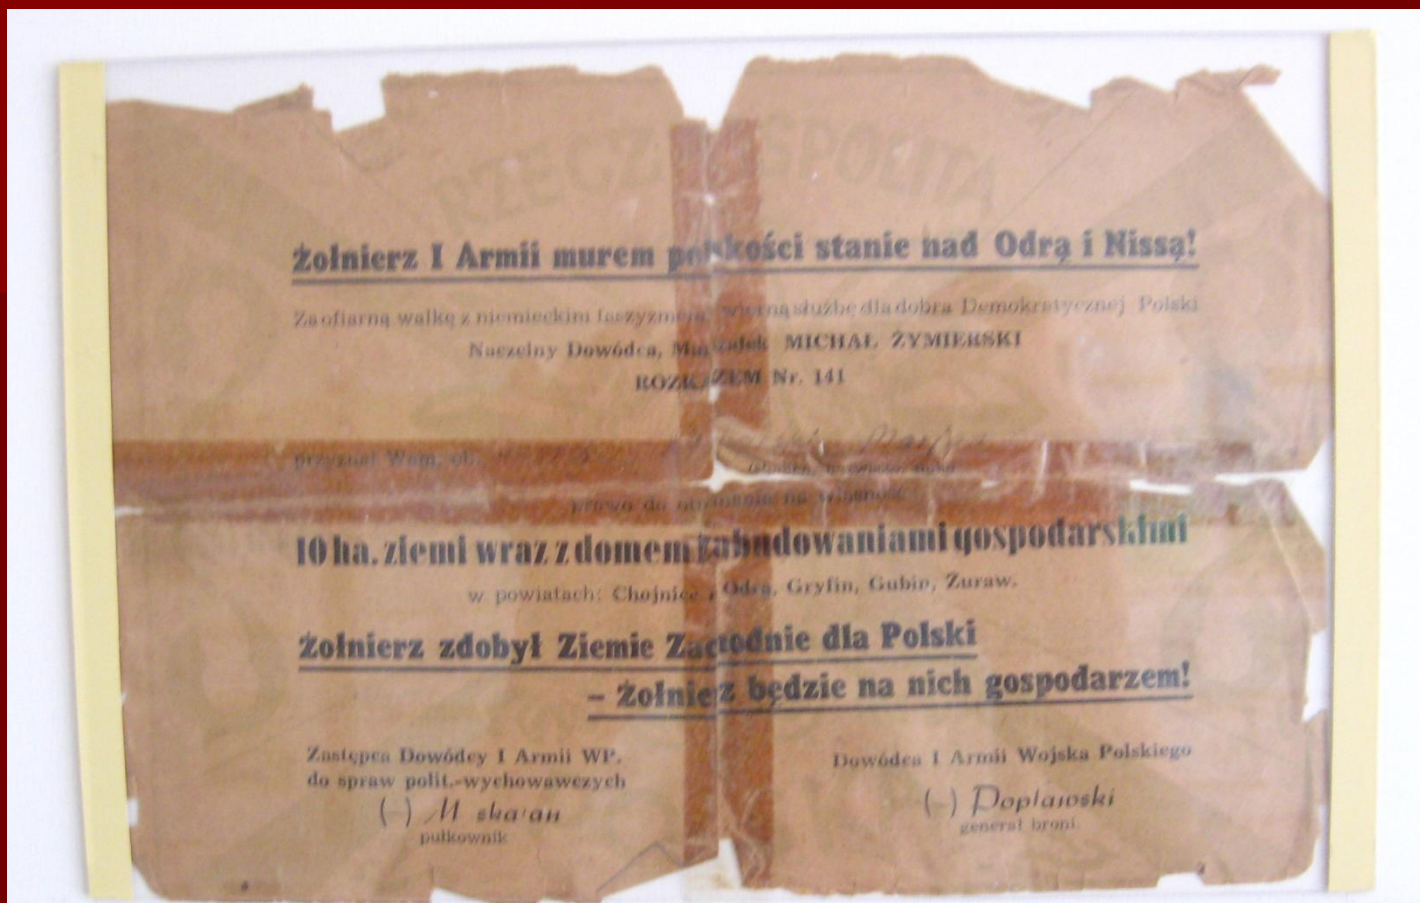 RZECZPOSPOLITA
Żołnierz I Armii murem polskości stanie nad Odrą i Nissą!
Za ofiarną walkę z niemieckim faszyzmem, wierną służbę dla dobra Demokratycznej Polski
Naczelny Dowódca, Marszałek MICHAŁ ŻYMIERSKI
ROZKAZEM Nr. 141
przyznał Wam, ob.
prawo do otrzymania na własność
10 ha. ziemi wraz z domem zabudowaniami gospodarskimi
w powiatach: Chojnice Odrą, Gryfin, Gubin, Żuraw.
Żołnierz zdobył Ziemie Zachodnie dla Polski
– Żołnierz będzie na nich gospodarzem!
Zastępca Dowódcy I Armii WP.
do spraw polit.-wychowawczych
(-)
pułkownik
Dowódca I Armii Wojska Polskiego
(-) Popławski
generał broni.